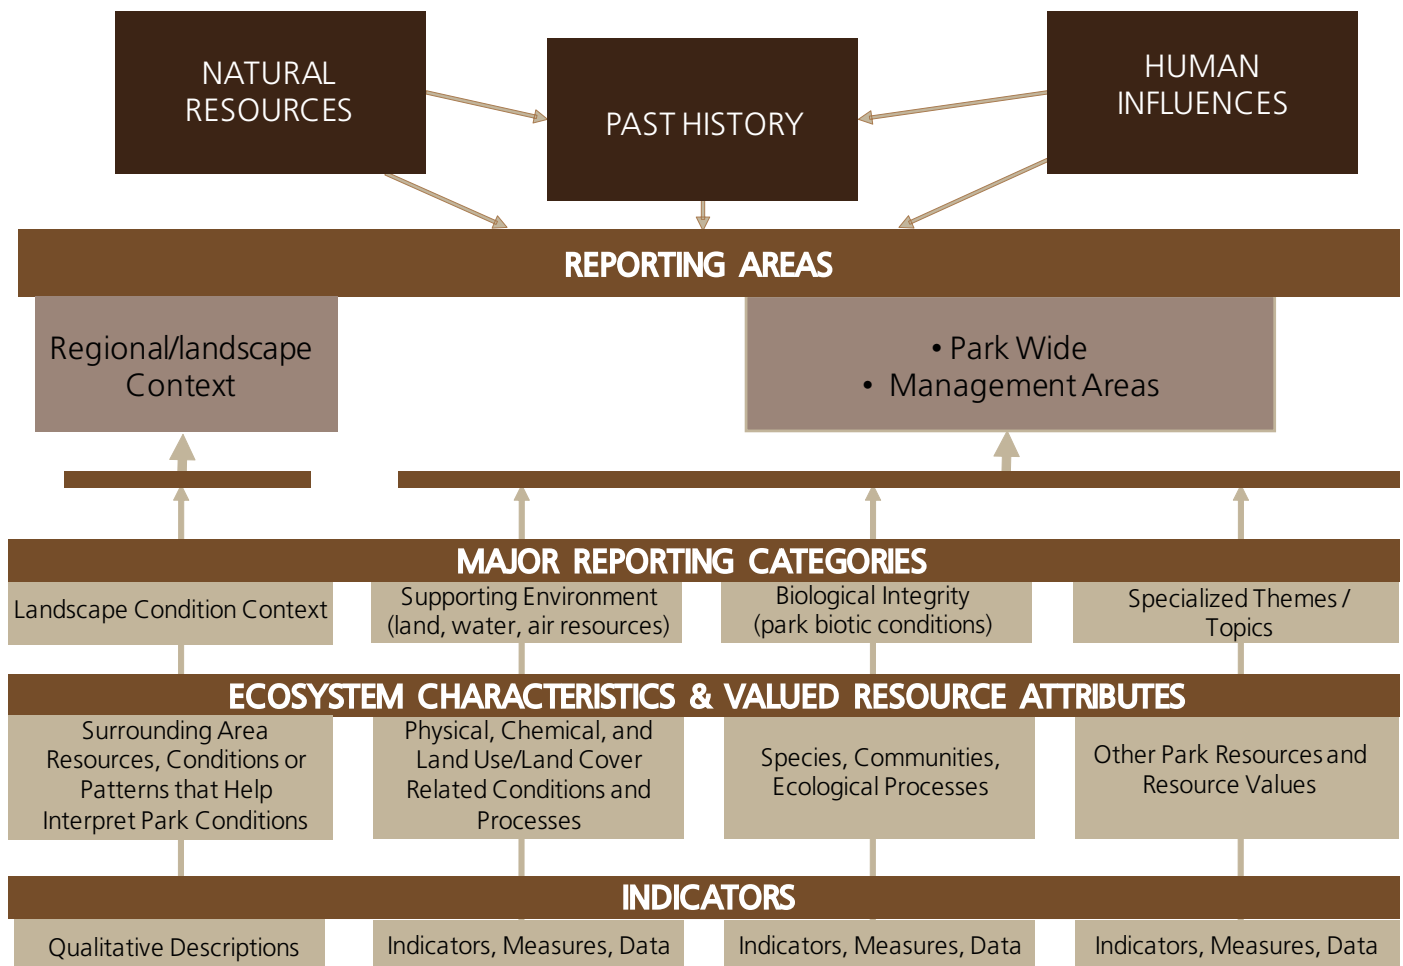 NATURAL
RESOURCES
PAST HISTORY
HUMAN
INFLUENCES
REPORTING AREAS
Regional/landscape
Context
• Park Wide
• Management Areas
MAJOR REPORTING CATEGORIES
Landscape Condition Context
Supporting Environment
(land, water, air resources)
Biological Integrity
(park biotic conditions)
Specialized Themes /
Topics
ECOSYSTEM CHARACTERISTICS & VALUED RESOURCE ATTRIBUTES
Surrounding Area
Resources, Conditions or
Patterns that Help
Interpret Park Conditions
Physical, Chemical, and
Land Use/Land Cover
Related Conditions and
Processes
Species, Communities,
Ecological Processes
Other Park Resources and
Resource Values
INDICATORS
Qualitative Descriptions
Indicators, Measures, Data
Indicators, Measures, Data
Indicators, Measures, Data